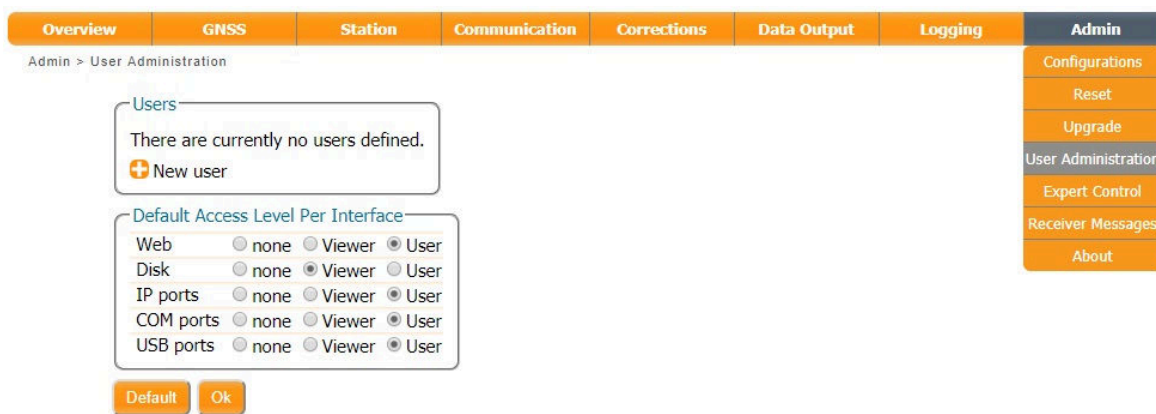 Overview GNSS Station Communication Corrections Data Output Logging Admin
Admin > User Administration
Configurations
Reset
Upgrade
User Administration
Expert Control
Receiver Messages
About
Users
There are currently no users defined.
New user
Default Access Level Per Interface
Web none Viewer User
Disk none Viewer User
IP ports none Viewer User
COM ports none Viewer User
USB ports none Viewer User
Default Ok